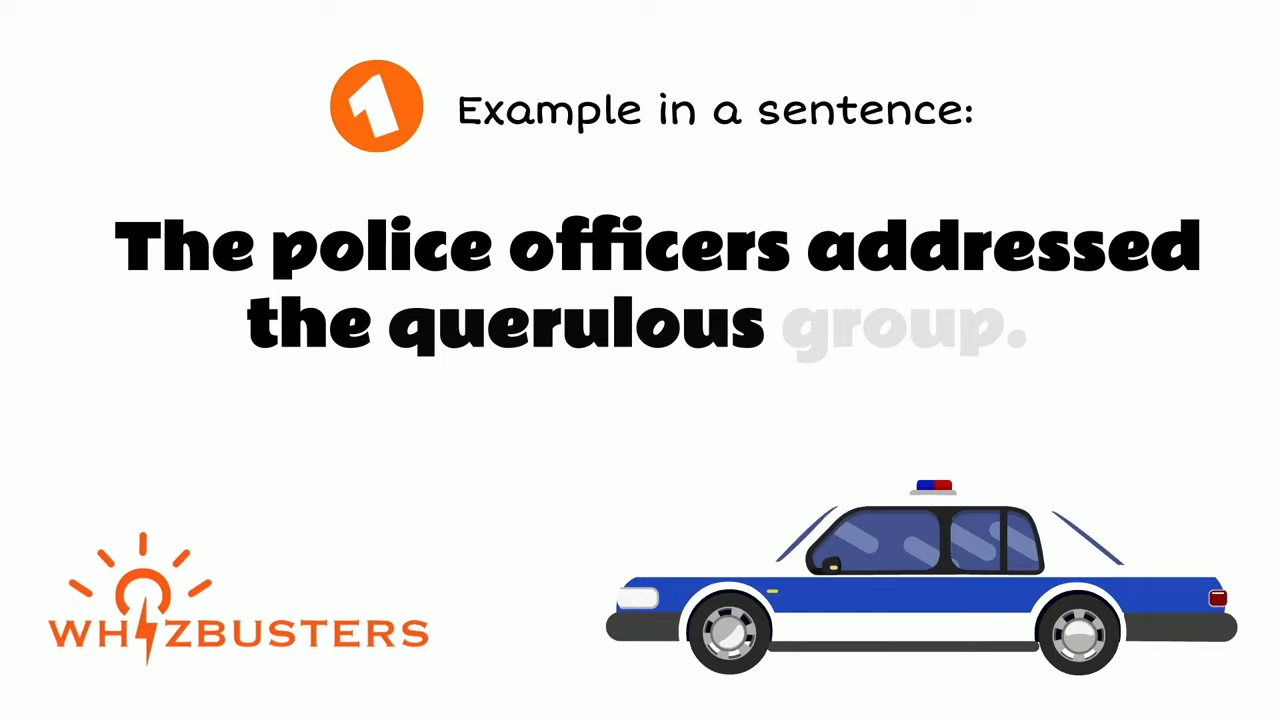 1 Example in a sentence:
The police officers addressed
the querulous group.
WHIZBUSTERS